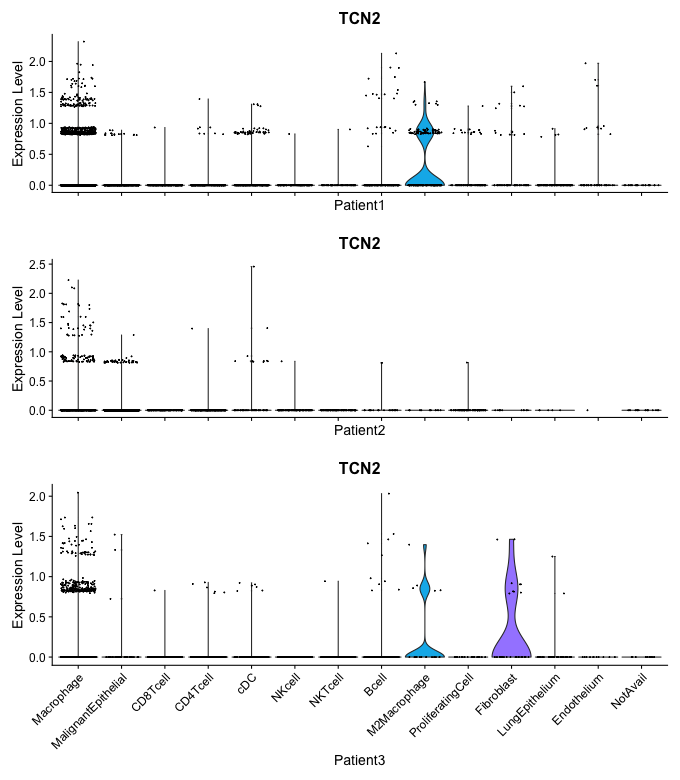 TCN2
Expression Level
2.0
1.5
1.0
0.5
0.0
Patient1
TCN2
Expression Level
2.5
2.0
1.5
1.0
0.5
0.0
Patient2
TCN2
Expression Level
2.0
1.5
1.0
0.5
0.0
Macrophage
MalignantEpithelial
CD8Tcell
CD4Tcell
cDC
NKcell
NKTcell
Bcell
M2Macrophage
ProliferatingCell
Fibroblast
LungEpithelium
Endothelium
NotAvail
Patient3